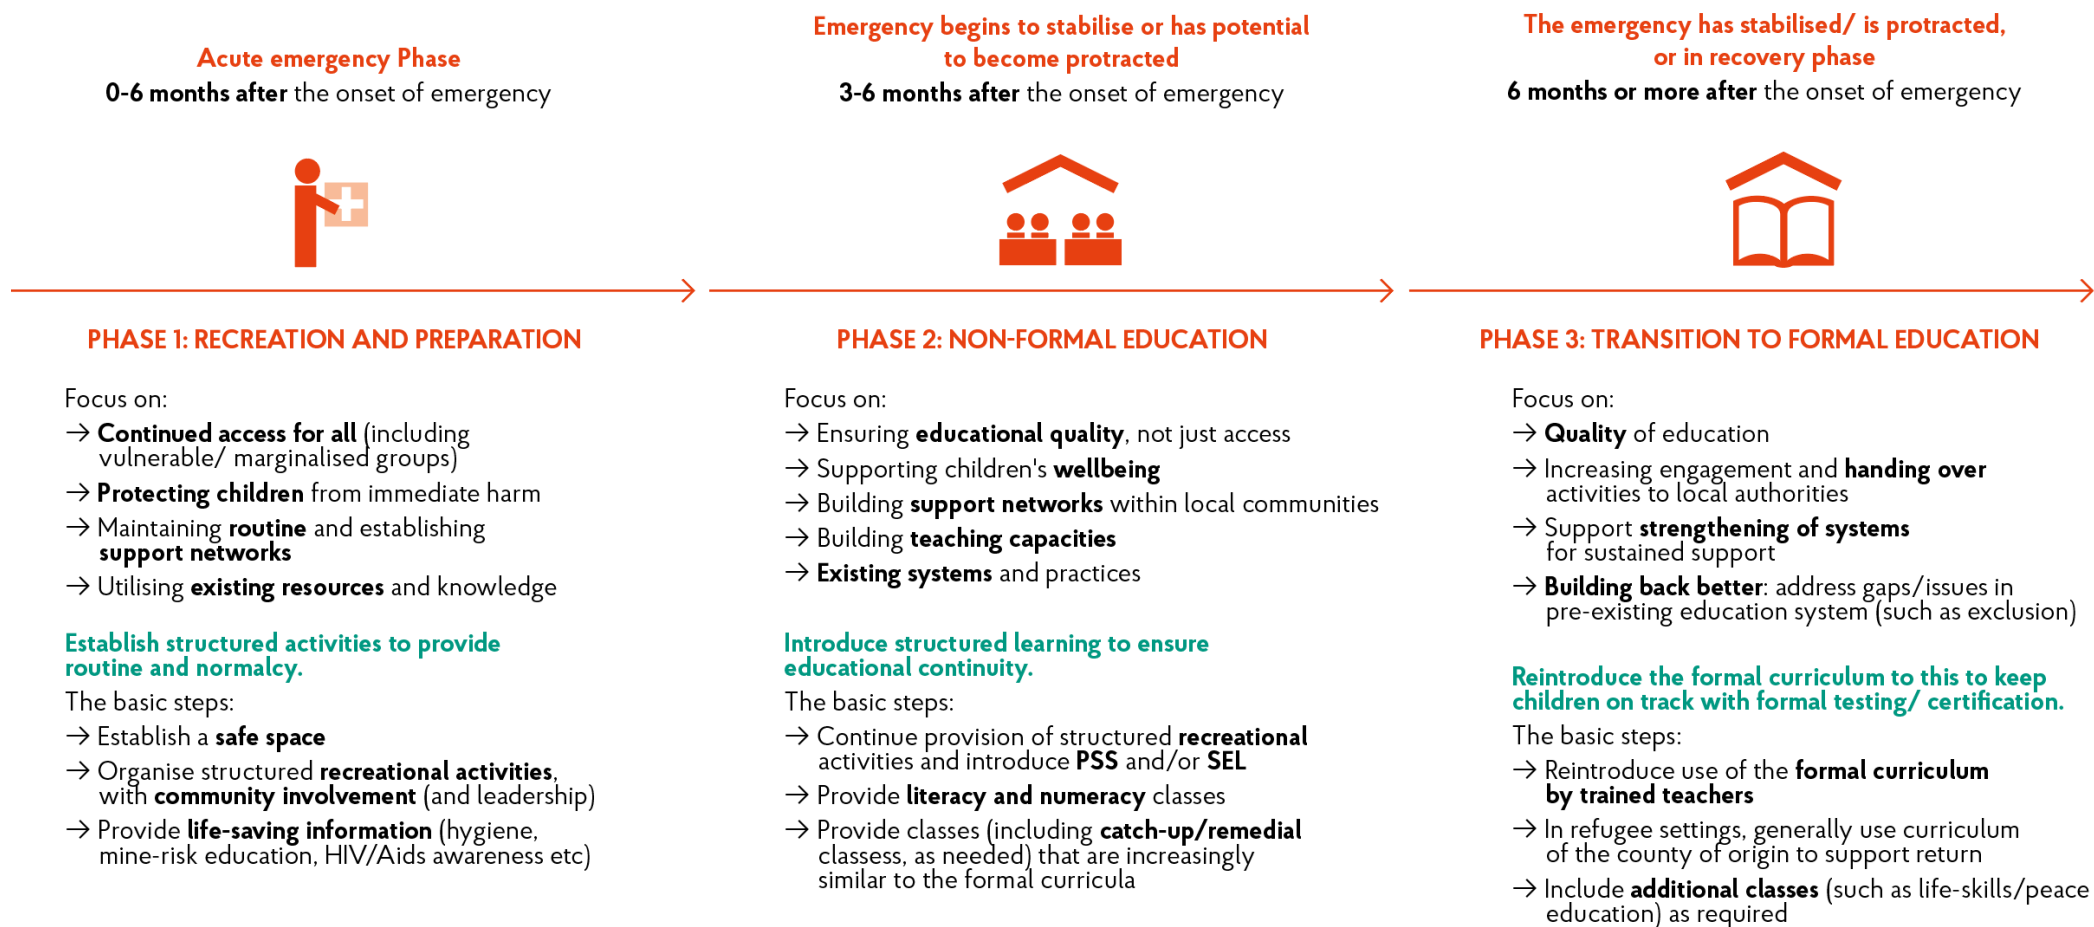 Acute emergency Phase
0-6 months after the onset of emergency
PHASE 1: RECREATION AND PREPARATION
Focus on:
→ Continued access for all (including
vulnerable/ marginalised groups)
→ Protecting children from immediate harm
→ Maintaining routine and establishing
support networks
→ Utilising existing resources and knowledge
Establish structured activities to provide
routine and normalcy.
The basic steps:
→ Establish a safe space
→ Organise structured recreational activities,
with community involvement (and leadership)
→ Provide life-saving information (hygiene,
mine-risk education, HIV/Aids awareness etc)
Emergency begins to stabilise or has potential
to become protracted
3-6 months after the onset of emergency
PHASE 2: NON-FORMAL EDUCATION
Focus on:
→ Ensuring educational quality, not just access
→ Supporting children's wellbeing
→ Building support networks within local communities
→ Building teaching capacities
→ Existing systems and practices
Introduce structured learning to ensure
educational continuity.
The basic steps:
→ Continue provision of structured recreational
activities and introduce PSS and/or SEL
→ Provide literacy and numeracy classes
→ Provide classes (including catch-up/remedial
classess, as needed) that are increasingly
similar to the formal curricula
The emergency has stabilised/ is protracted,
or in recovery phase
6 months or more after the onset of emergency
PHASE 3: TRANSITION TO FORMAL EDUCATION
Focus on:
→ Quality of education
→ Increasing engagement and handing over
activities to local authorities
→ Support strengthening of systems
for sustained support
→ Building back better: address gaps/issues in
pre-existing education system (such as exclusion)
Reintroduce the formal curriculum to this to keep
children on track with formal testing/ certification.
The basic steps:
→ Reintroduce use of the formal curriculum
by trained teachers
→ In refugee settings, generally use curriculum
of the county of origin to support return
→ Include additional classes (such as life-skills/peace
education) as required